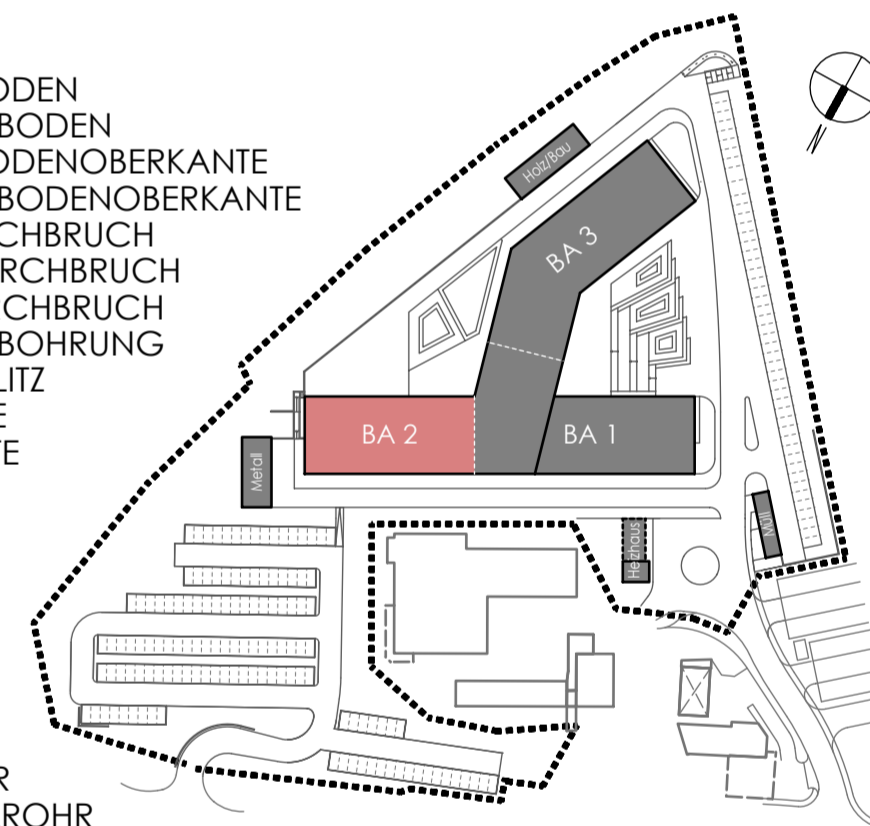 ODEN
BODEN
ODENOBERKANTE
BODENOBERKANTE
CHBRUCH
RCHBRUCH
CHBRUCH
BOHRUNG
LITZ
E
TE
R
ROHR
N
Holz/Bau
BA 3
BA 2
BA 1
Metall
Heizhaus
Müll